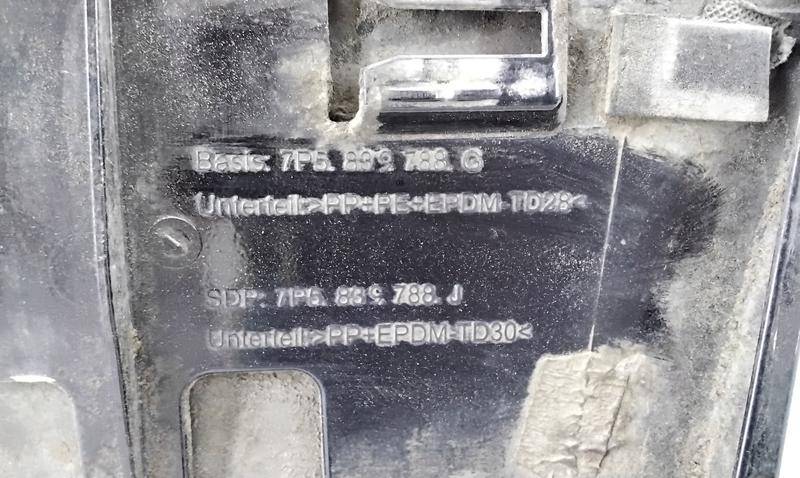 Basis: 7P5. 839. 788. G
Unterteil:>PP+PE+EPDM-TD28<
SDP: 7P5. 839. 788. J
Unterteil:>PP+EPDM-TD30<